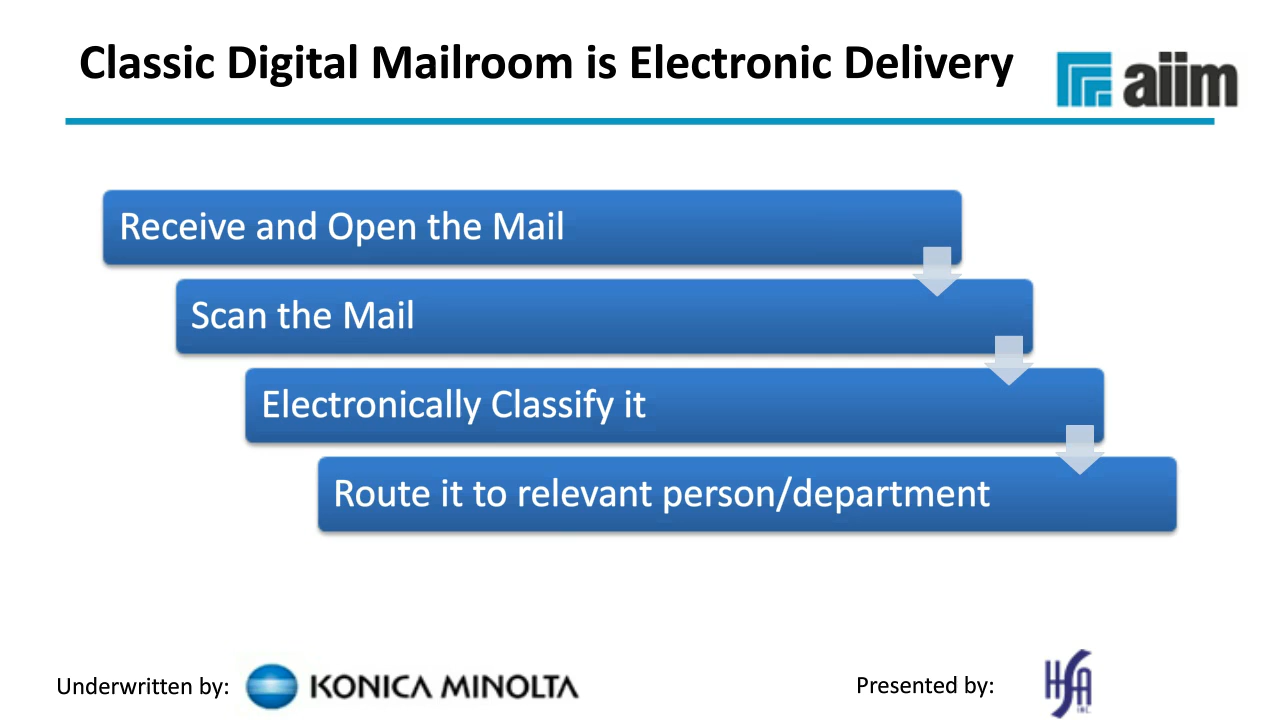 Classic Digital Mailroom is Electronic Delivery
aiim
Receive and Open the Mail
Scan the Mail
Electronically Classify it
Route it to relevant person/department
Underwritten by:
KONICA MINOLTA
Presented by:
HSA
INC.